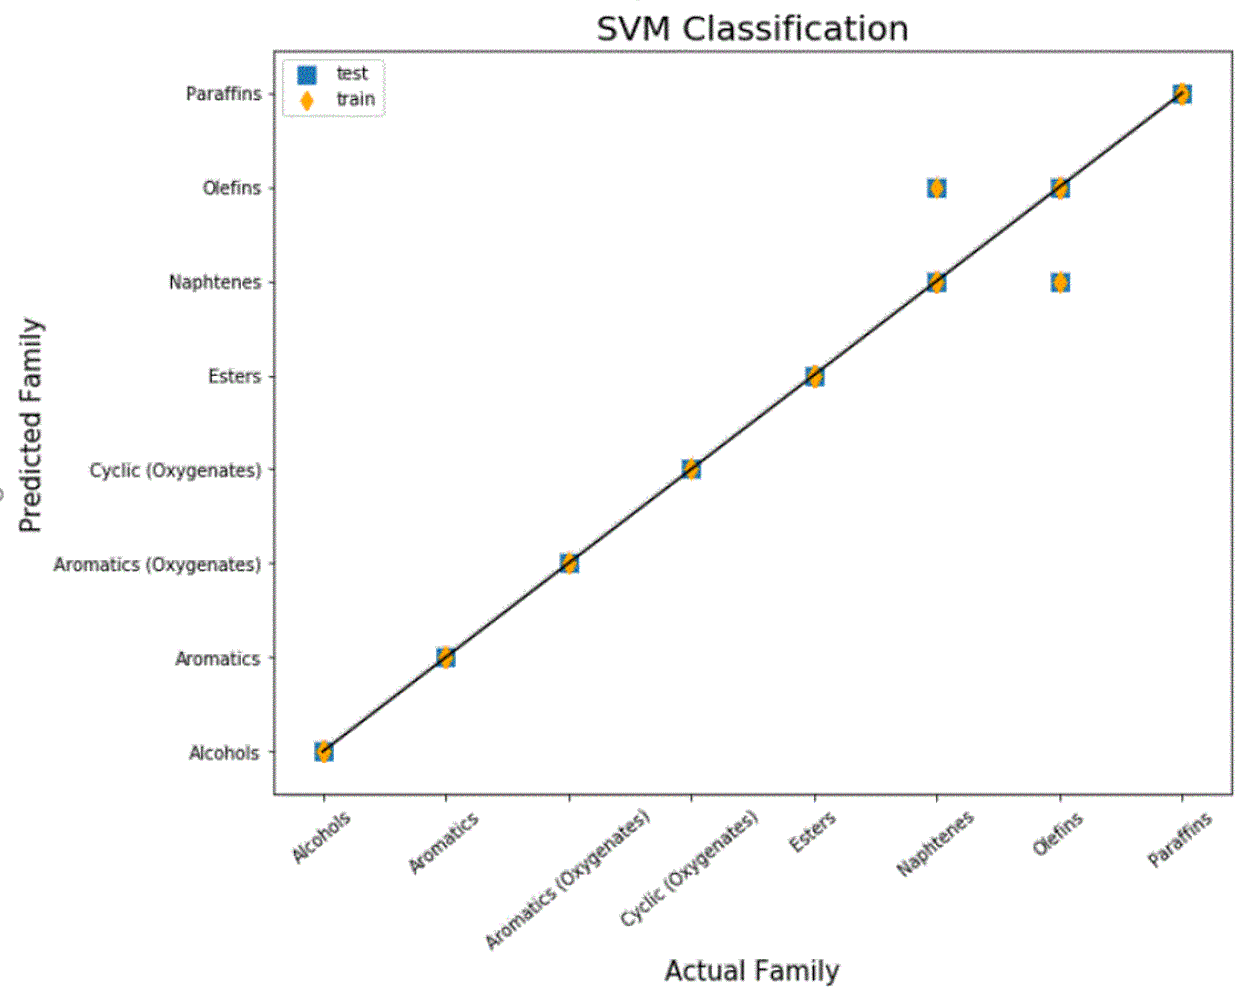 SVM Classification
test
train
Predicted Family
Paraffins
Olefins
Naphtenes
Esters
Cyclic (Oxygenates)
Aromatics (Oxygenates)
Aromatics
Alcohols
Alcohols
Aromatics
Aromatics (Oxygenates)
Cyclic (Oxygenates)
Esters
Naphtenes
Olefins
Paraffins
Actual Family